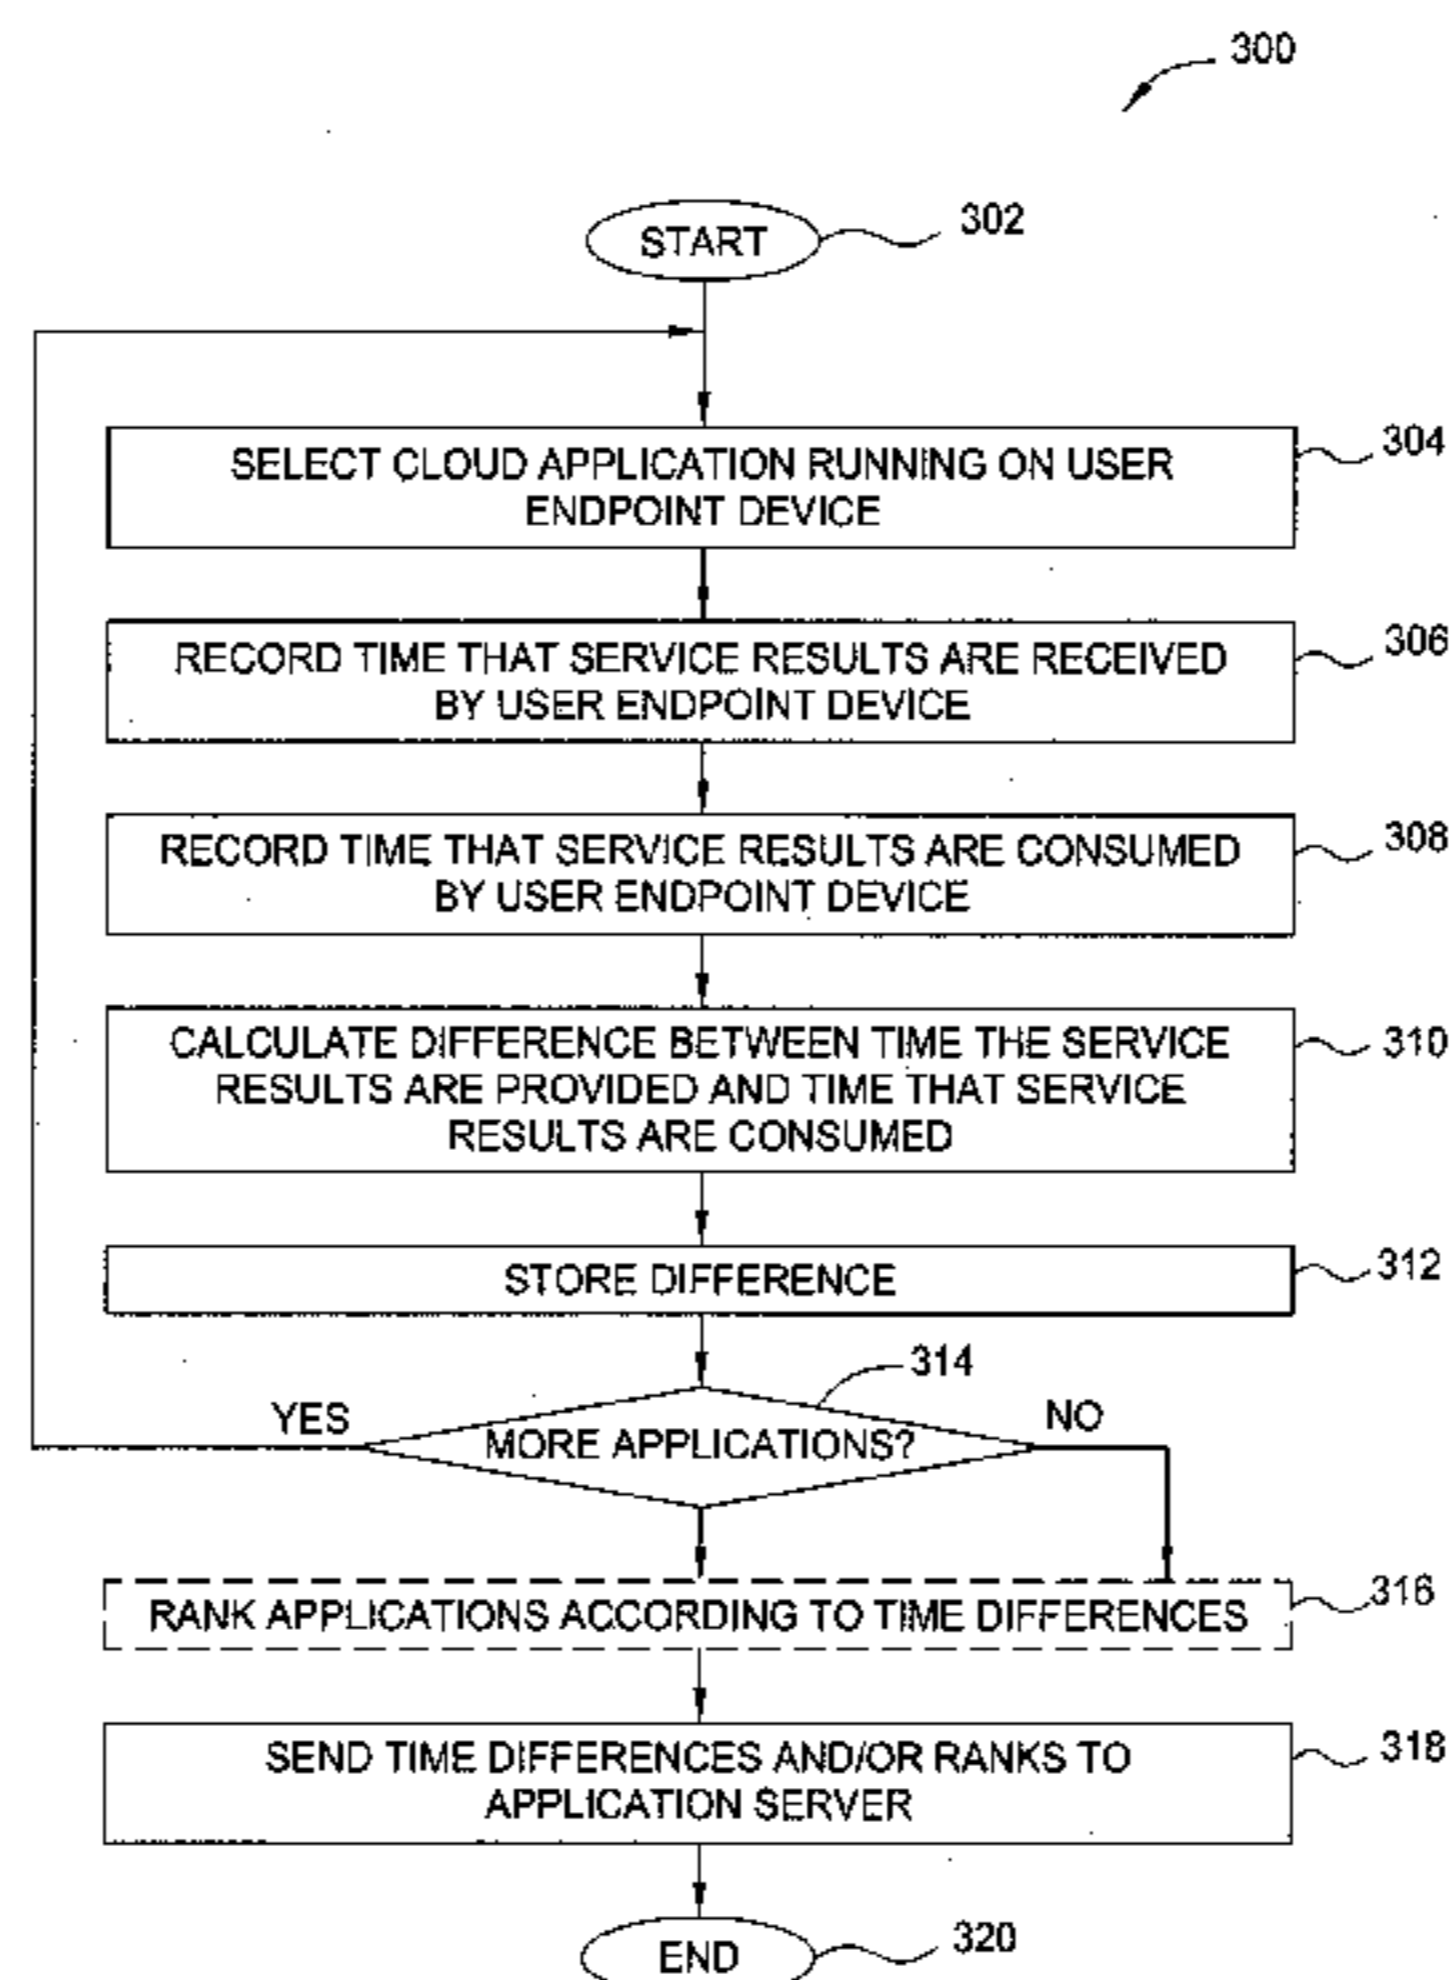 300
START
302
SELECT CLOUD APPLICATION RUNNING ON USER
ENDPOINT DEVICE
304
RECORD TIME THAT SERVICE RESULTS ARE RECEIVED
BY USER ENDPOINT DEVICE
306
RECORD TIME THAT SERVICE RESULTS ARE CONSUMED
BY USER ENDPOINT DEVICE
308
CALCULATE DIFFERENCE BETWEEN TIME THE SERVICE
RESULTS ARE PROVIDED AND TIME THAT SERVICE
RESULTS ARE CONSUMED
310
STORE DIFFERENCE
312
314
YES
MORE APPLICATIONS?
NO
RANK APPLICATIONS ACCORDING TO TIME DIFFERENCES
316
SEND TIME DIFFERENCES AND/OR RANKS TO
APPLICATION SERVER
318
END
320